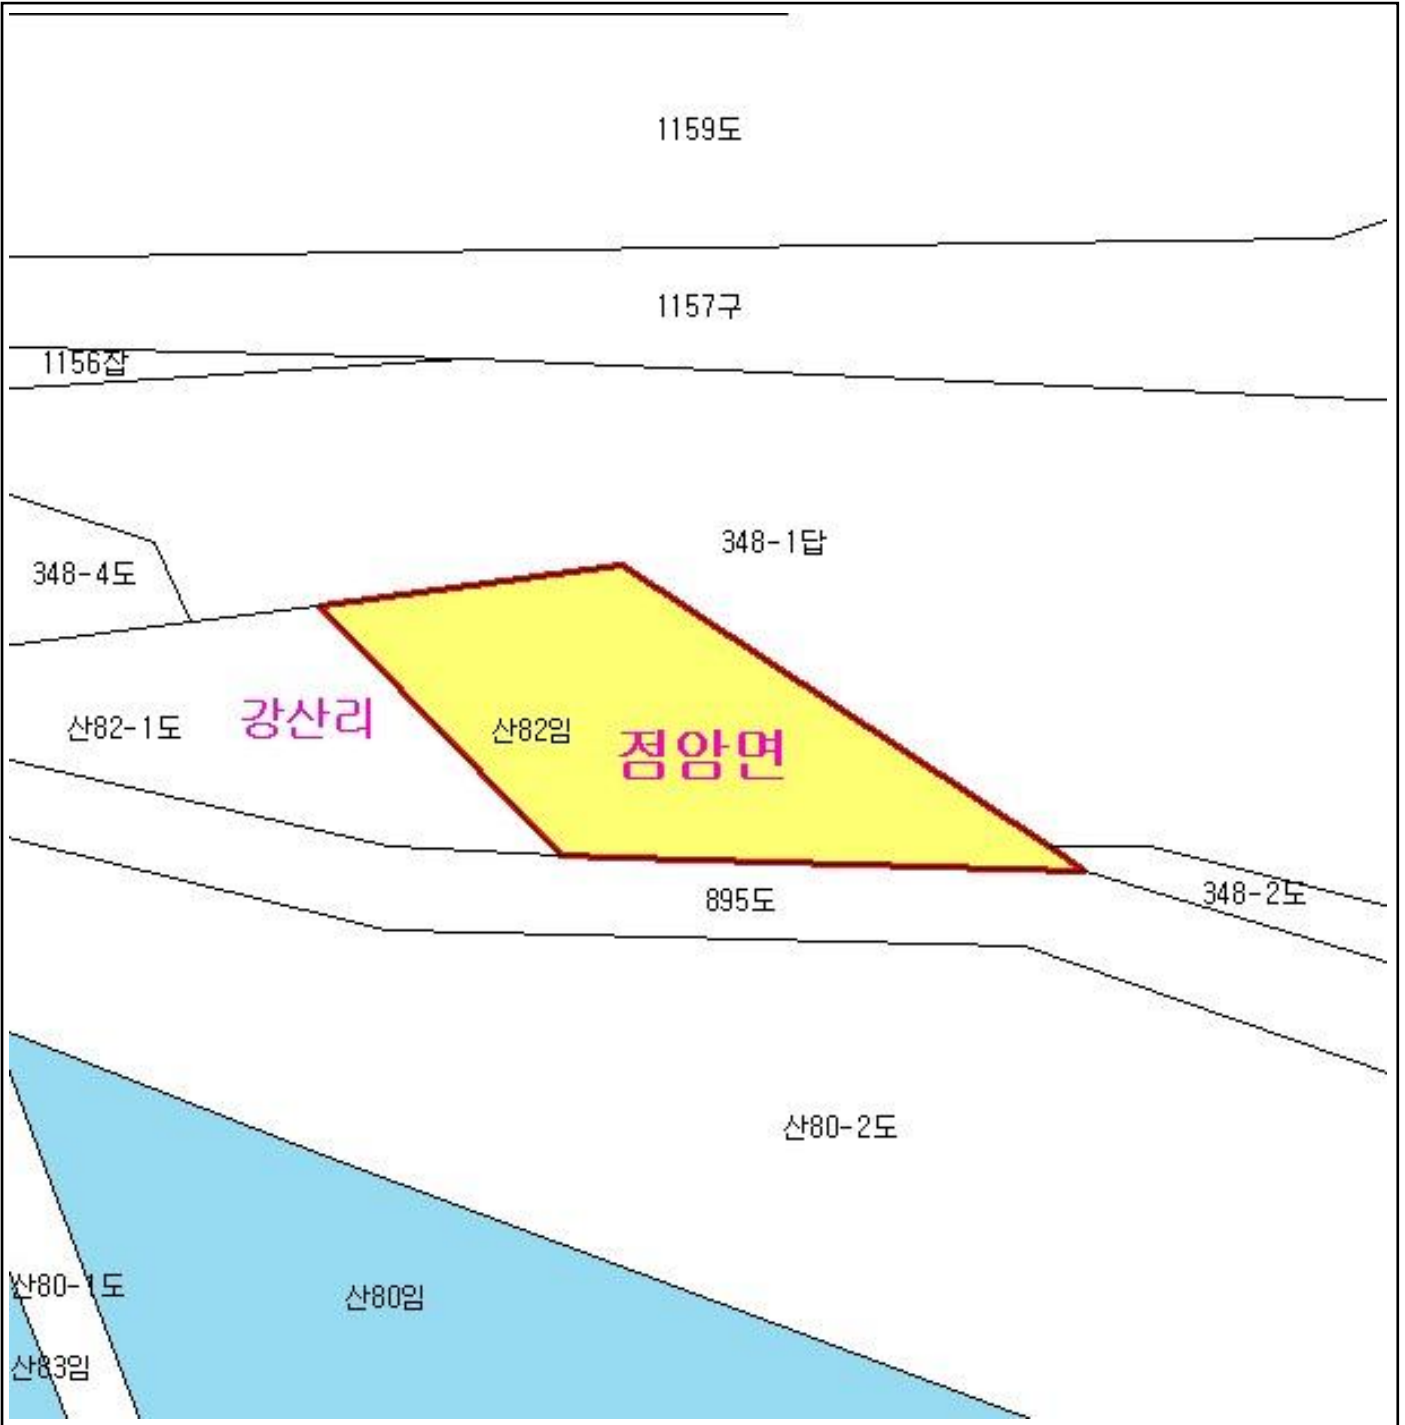 1159도
1157구
1156잡
348-1답
348-4도
강산리
산82-1도
산82임
점암면
348-2도
895도
산80-2도
산80-1도
산80임
산83임